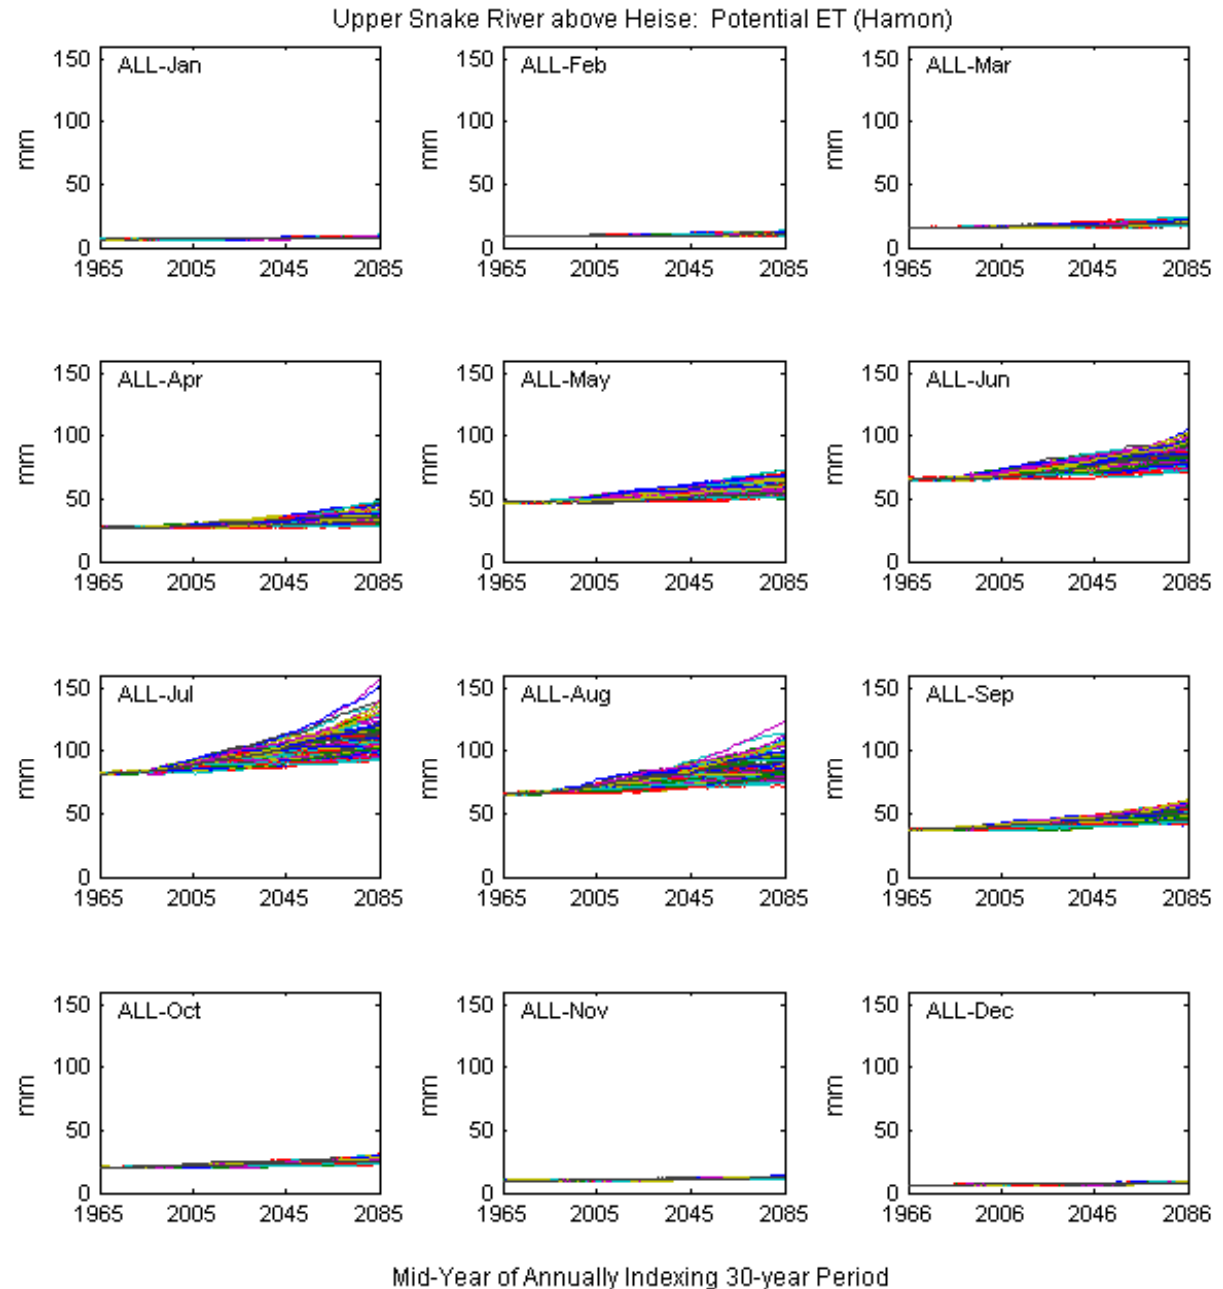 Upper Snake River above Heise:  Potential ET (Hamon)
ALL-Jan
ALL-Feb
ALL-Mar
150
100
50
0
mm
1965 2005 2045 2085
150
100
50
0
mm
1965 2005 2045 2085
150
100
50
0
mm
1965 2005 2045 2085
ALL-Apr
ALL-May
ALL-Jun
150
100
50
0
mm
1965 2005 2045 2085
150
100
50
0
mm
1965 2005 2045 2085
150
100
50
0
mm
1965 2005 2045 2085
ALL-Jul
ALL-Aug
ALL-Sep
150
100
50
0
mm
1965 2005 2045 2085
150
100
50
0
mm
1965 2005 2045 2085
150
100
50
0
mm
1965 2005 2045 2085
ALL-Oct
ALL-Nov
ALL-Dec
150
100
50
0
mm
1965 2005 2045 2085
150
100
50
0
mm
1965 2005 2045 2085
150
100
50
0
mm
1966 2006 2046 2086
Mid-Year of Annually Indexing 30-year Period